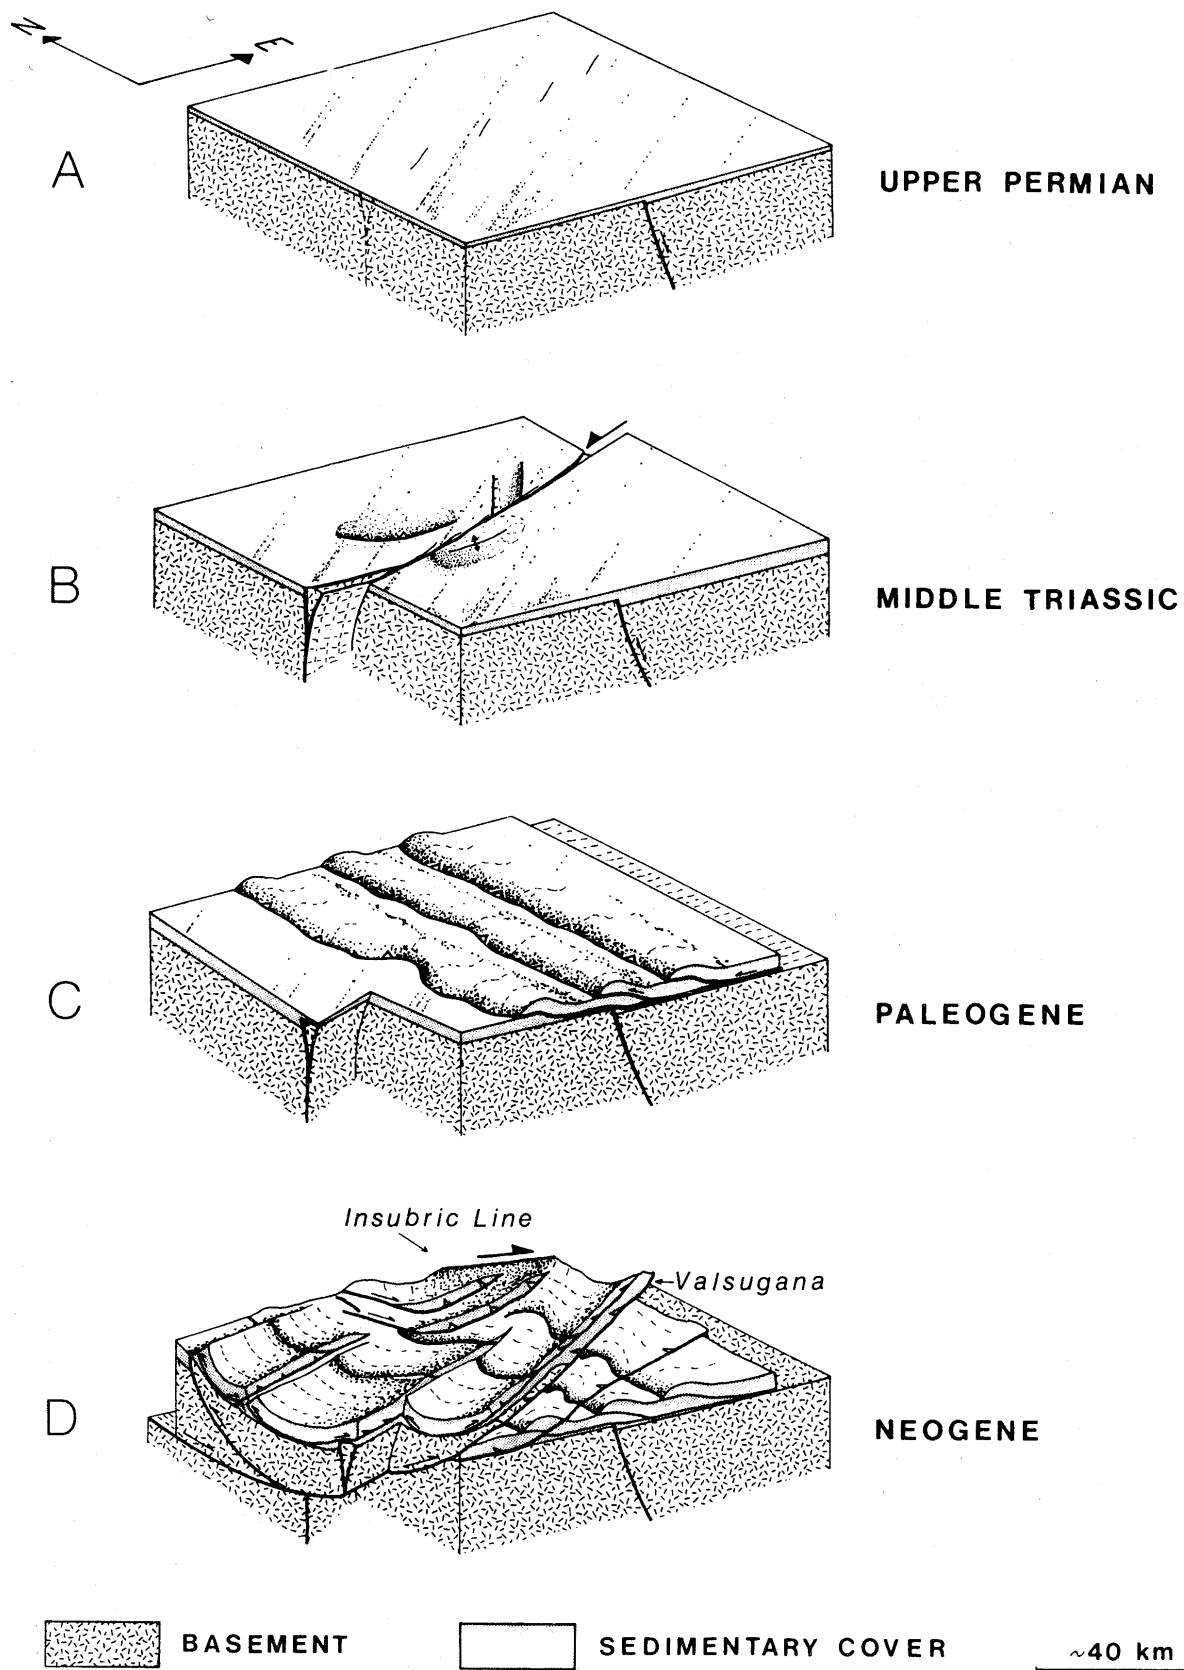 N
E
A
UPPER PERMIAN
B
MIDDLE TRIASSIC
C
PALEOGENE
Insubric Line
Valsugana
D
NEOGENE
BASEMENT
SEDIMENTARY COVER
~40 km